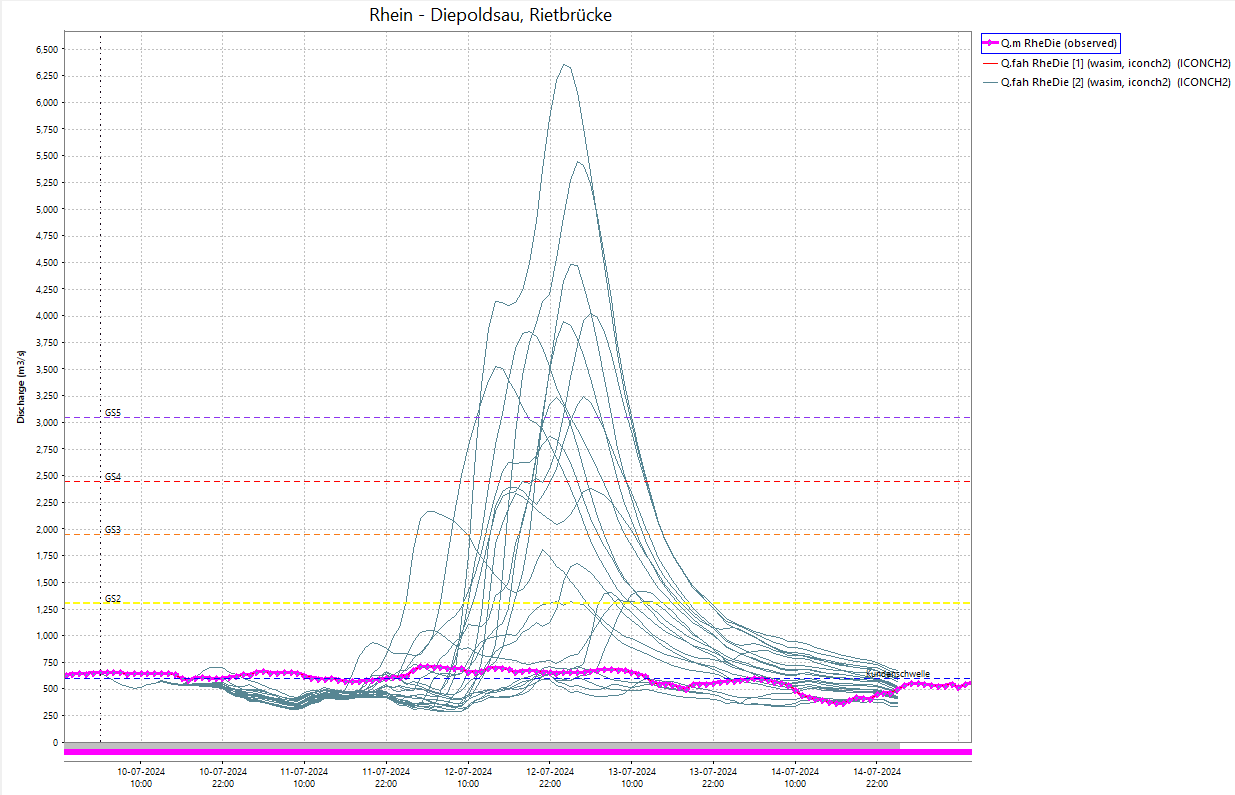 Rhein - Diepoldsau, Rietbrücke
Q.m RheDie (observed)
Q.fah RheDie [1] (wasim, iconch2) (ICONCH2)
Q.fah RheDie [2] (wasim, iconch2) (ICONCH2)
Discharge (m3/s)
6,500
6,250
6,000
5,750
5,500
5,250
5,000
4,750
4,500
4,250
4,000
3,750
3,500
3,250
3,000
2,750
2,500
2,250
2,000
1,750
1,500
1,250
1,000
750
500
250
0
GS5
GS4
GS3
GS2
10-07-2024 10-07-2024 11-07-2024 11-07-2024 12-07-2024 12-07-2024 13-07-2024 13-07-2024 14-07-2024 14-07-2024
10:00 22:00 10:00 22:00 10:00 22:00 10:00 22:00 10:00 22:00